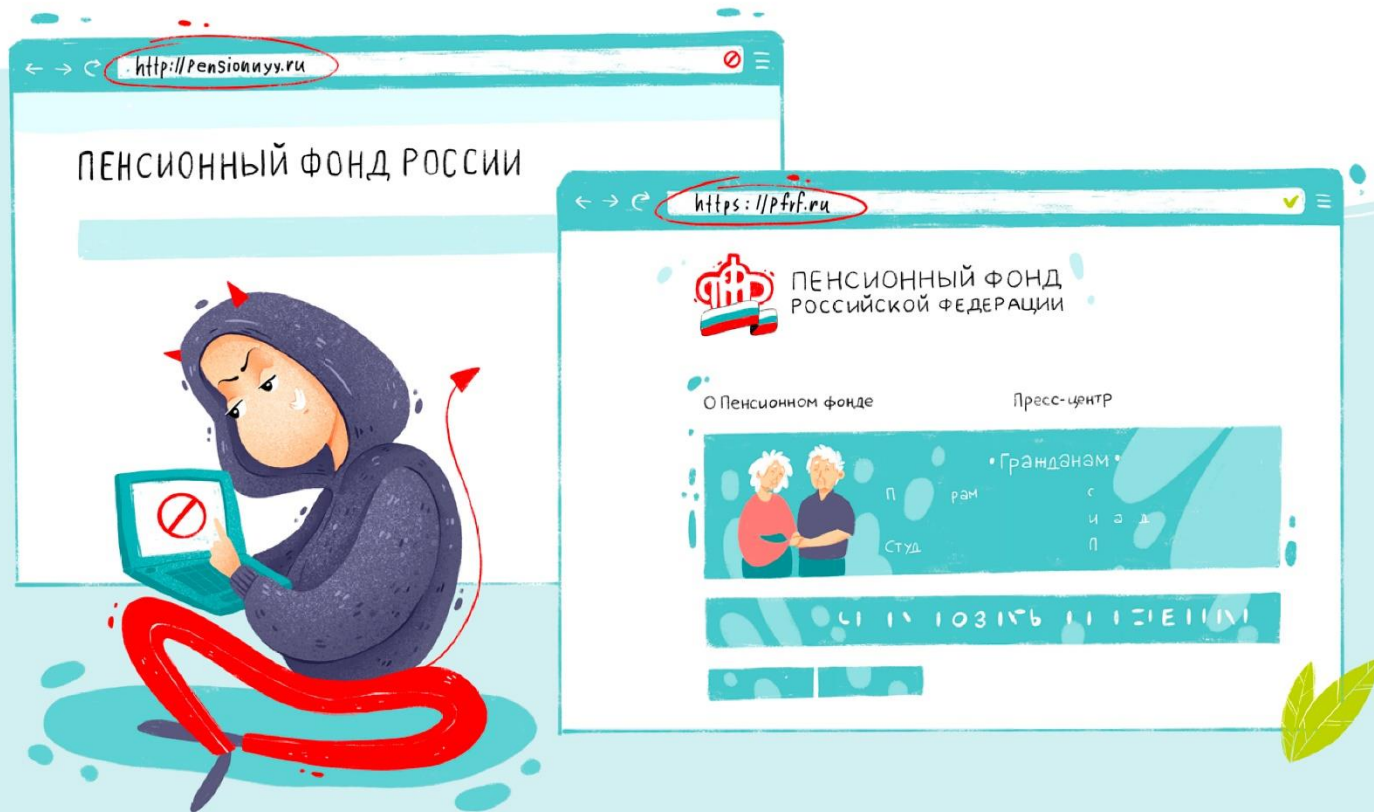 http://pensionnyy.ru
ПЕНСИОННЫЙ ФОНД РОССИИ
https://pfrf.ru
ПЕНСИОННЫЙ ФОНД
РОССИЙСКОЙ ФЕДЕРАЦИИ
О Пенсионном фонде
Пресс-центр
•Гражданам•